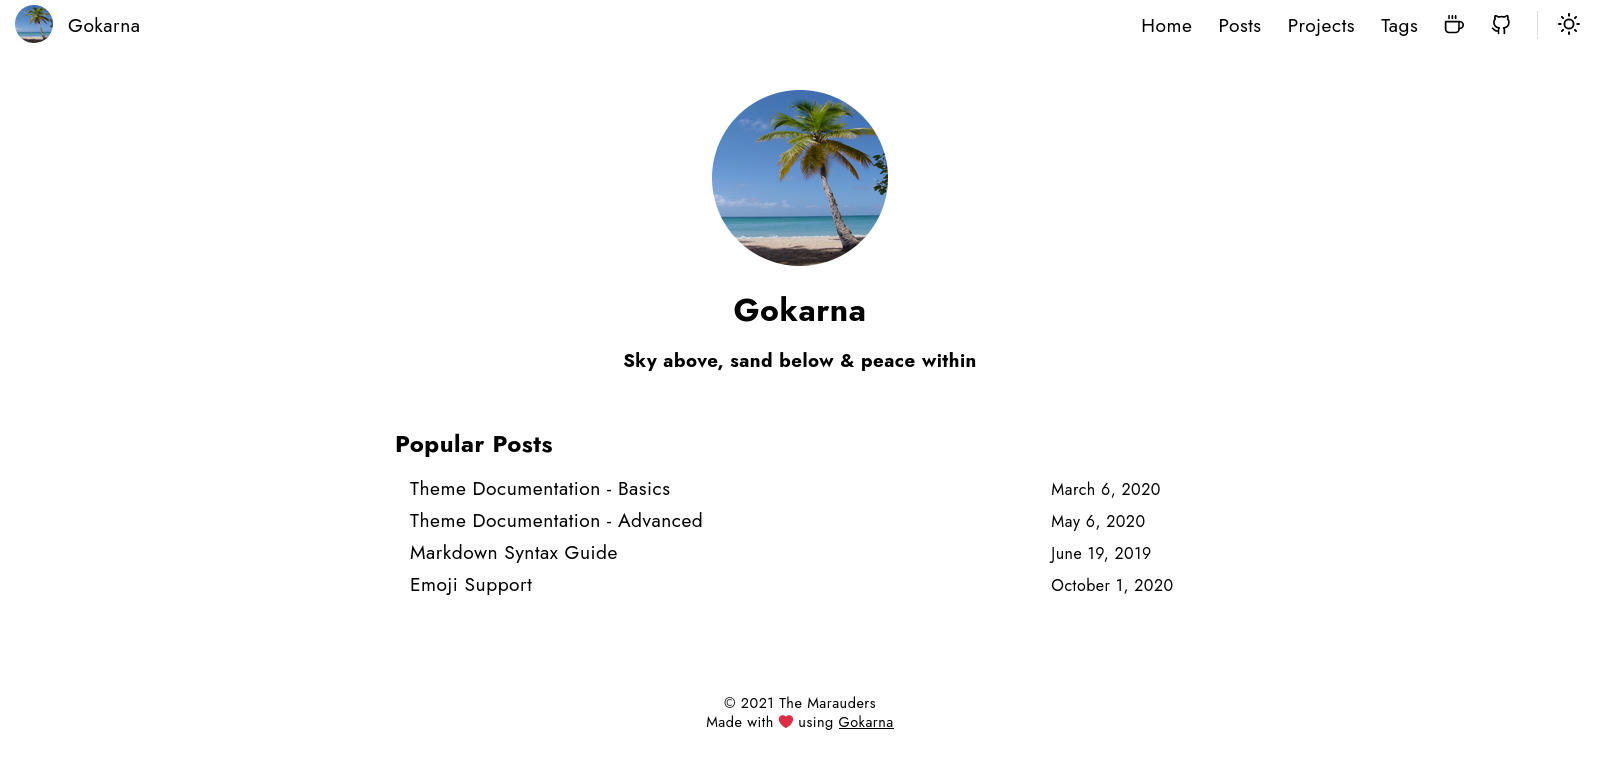 Gokarna
Home Posts Projects Tags
Gokarna
Sky above, sand below & peace within
Popular Posts
Theme Documentation - Basics March 6, 2020
Theme Documentation - Advanced May 6, 2020
Markdown Syntax Guide June 19, 2019
Emoji Support October 1, 2020
© 2021 The Marauders
Made with ❤️ using Gokarna